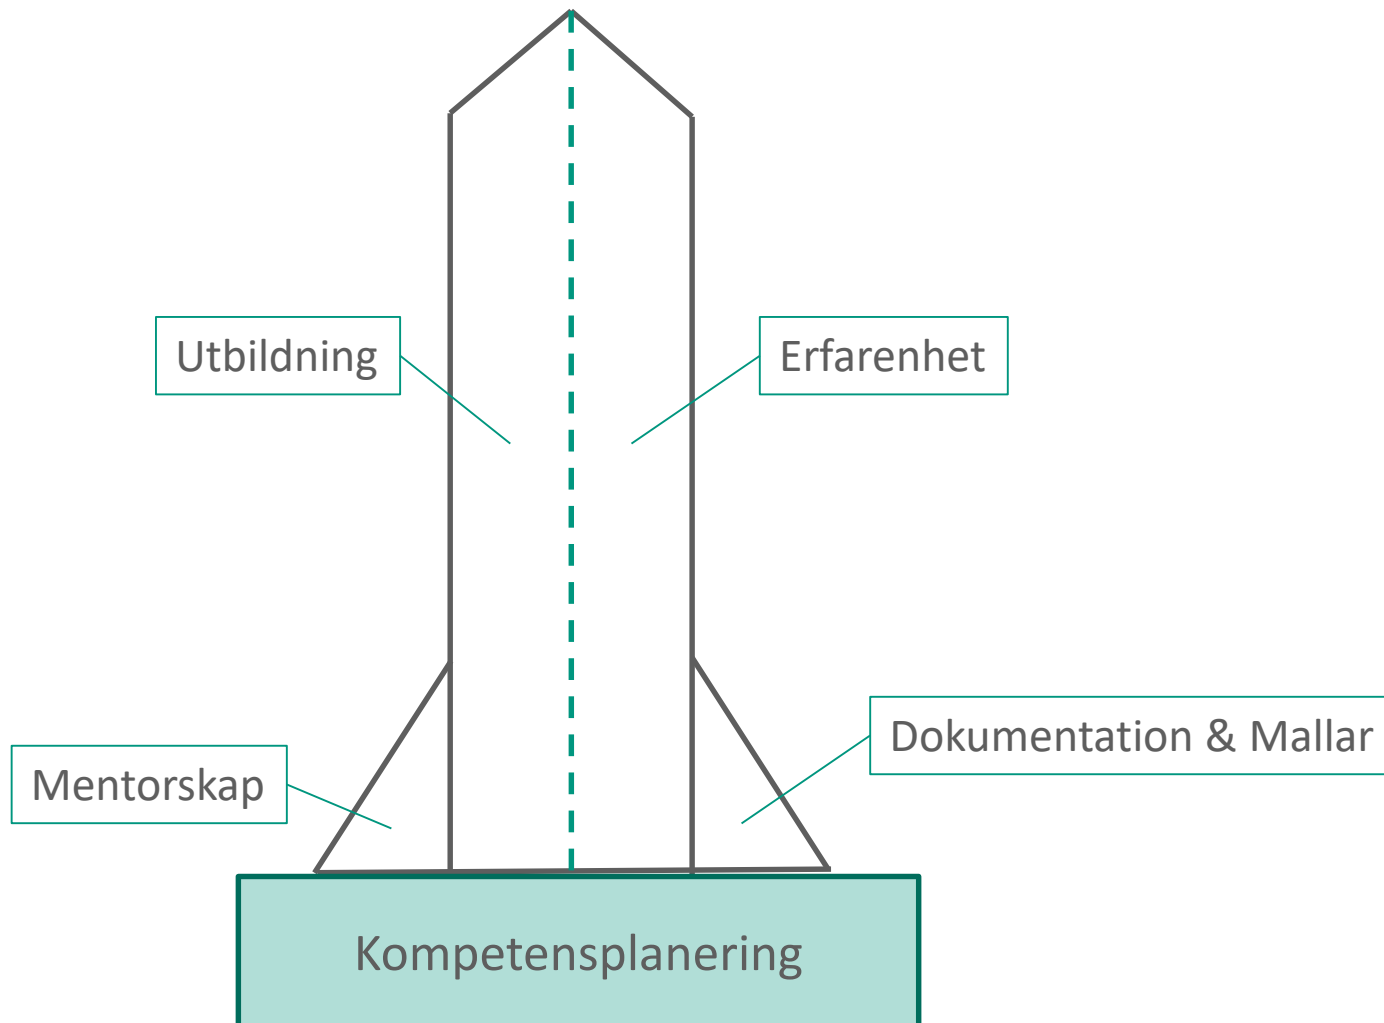 Utbildning
Erfarenhet
Dokumentation & Mallar
Mentorskap
Kompetensplanering